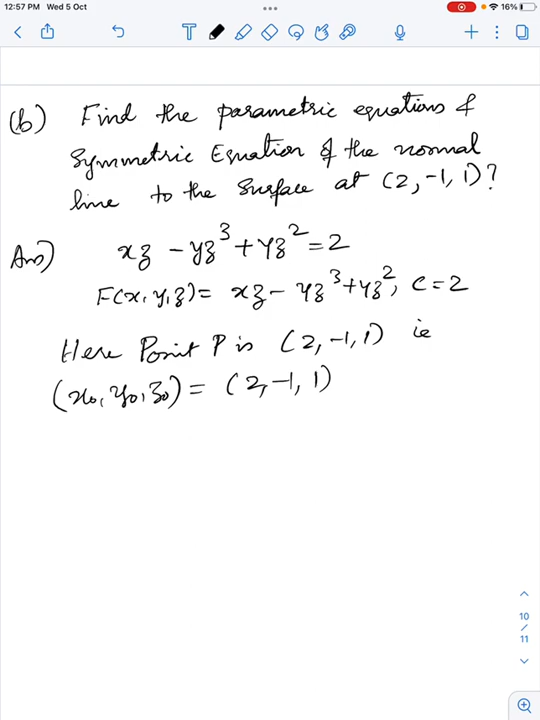 12:57 PM Wed 5 Oct
16%
(b) Find the parametric equations &
Symmetric Equation of the normal
line to the Surface at (2, -1, 1)?
Ans) xz - yz³ + yz² = 2
F(x, y, z) = xz - yz³ + yz², c = 2
Here Point P is (2, -1, 1) ie
(x₀, y₀, z₀) = (2, -1, 1)
10
/
11